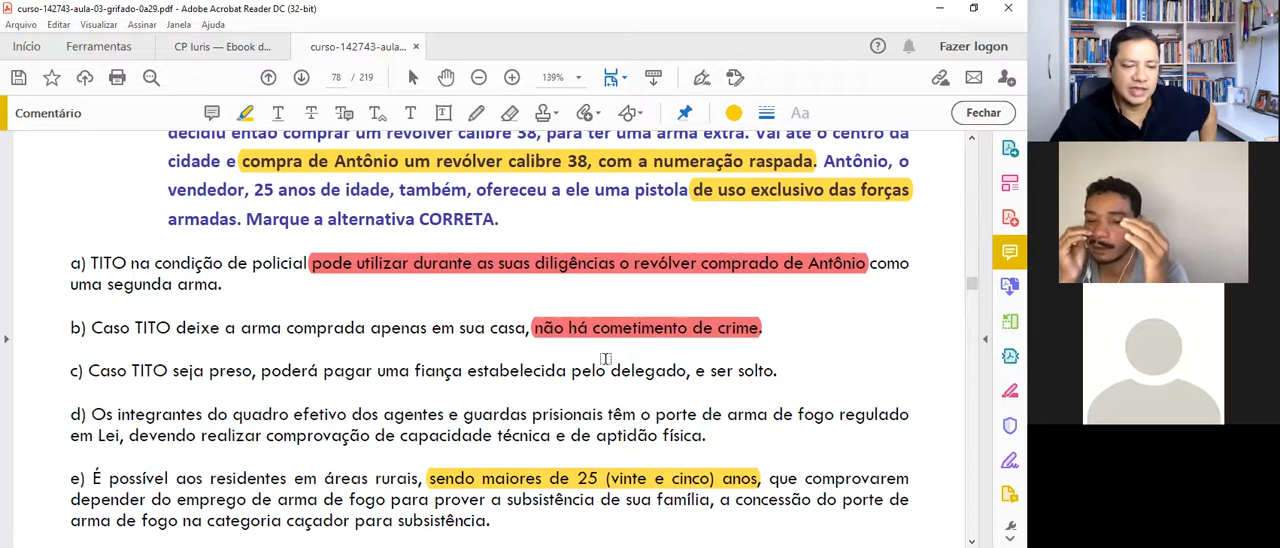 curso-142743-aula-03-grifado-0a29.pdf - Adobe Acrobat Reader DC (32-bit)
Arquivo Editar Visualizar Assinar Janela Ajuda
Início Ferramentas CP Iuris – Ebook d... curso-142743-aula... × Fazer logon
78 / 219 139%
Comentário Aa Fechar
decidiu então comprar um revólver calibre 38, para ter uma arma extra. Vai até o centro da
cidade e compra de Antônio um revólver calibre 38, com a numeração raspada. Antônio, o
vendedor, 25 anos de idade, também, ofereceu a ele uma pistola de uso exclusivo das forças
armadas. Marque a alternativa CORRETA.
a) TITO na condição de policial pode utilizar durante as suas diligências o revólver comprado de Antônio como
uma segunda arma.
b) Caso TITO deixe a arma comprada apenas em sua casa, não há cometimento de crime.
c) Caso TITO seja preso, poderá pagar uma fiança estabelecida pelo delegado, e ser solto.
d) Os integrantes do quadro efetivo dos agentes e guardas prisionais têm o porte de arma de fogo regulado
em Lei, devendo realizar comprovação de capacidade técnica e de aptidão física.
e) É possível aos residentes em áreas rurais, sendo maiores de 25 (vinte e cinco) anos, que comprovarem
depender do emprego de arma de fogo para prover a subsistência de sua família, a concessão do porte de
arma de fogo na categoria caçador para subsistência.